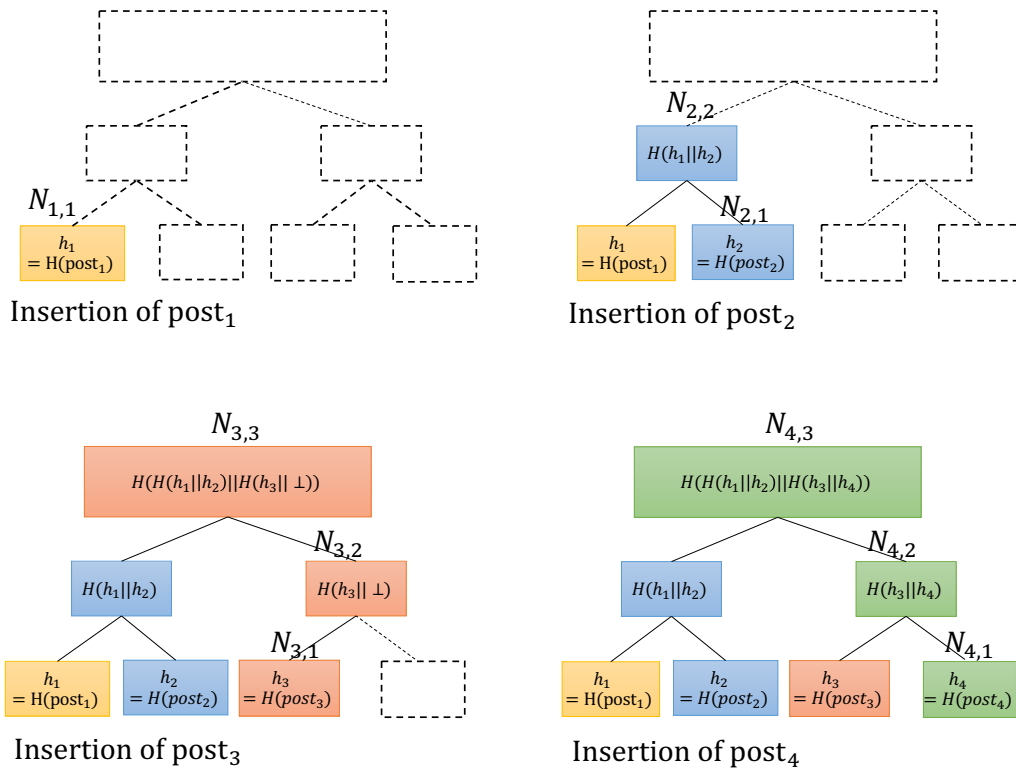 N₁,₁
h₁
= H(post₁)
Insertion of post₁
N₂,₂
H(h₁||h₂)
N₂,₁
h₁
= H(post₁)
h₂
= H(post₂)
Insertion of post₂
N₃,₃
H(H(h₁||h₂)||H(h₃|| ⊥))
N₃,₂
H(h₁||h₂)
H(h₃|| ⊥)
N₃,₁
h₁
= H(post₁)
h₂
= H(post₂)
h₃
= H(post₃)
Insertion of post₃
N₄,₃
H(H(h₁||h₂)||H(h₃||h₄))
N₄,₂
H(h₁||h₂)
H(h₃||h₄)
N₄,₁
h₁
= H(post₁)
h₂
= H(post₂)
h₃
= H(post₃)
h₄
= H(post₄)
Insertion of post₄